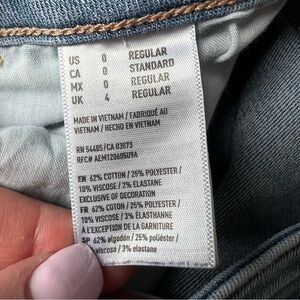 US 0 REGULAR
CA 0 STANDARD
MX 0 REGULAR
UK 4 REGULAR
MADE IN VIETNAM / FABRIQUÉ AU
VIETNAM / HECHO EN VIETNAM
RN 54485/CA 03873
RFC# AEM120605U9A
EN 62% COTTON / 25% POLYESTER /
10% VISCOSE / 3% ELASTANE
EXCLUSIVE OF DECORATION
FR 62% COTON / 25% POLYESTER /
10% VISCOSE / 3% ÉLASTHANNE
À L'EXCEPTION DE LA GARNITURE
SP 62% algodón / 25% poliéster /
viscosa / 3% elastano